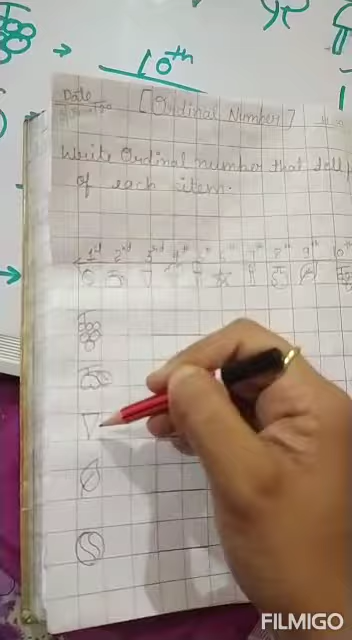 10th
Date
[Ordinal Number]
Write Ordinal number that tell
of each item.
1st 2nd 3rd 4th 5th 6th 7th 8th 9th 10th
FILMIGO